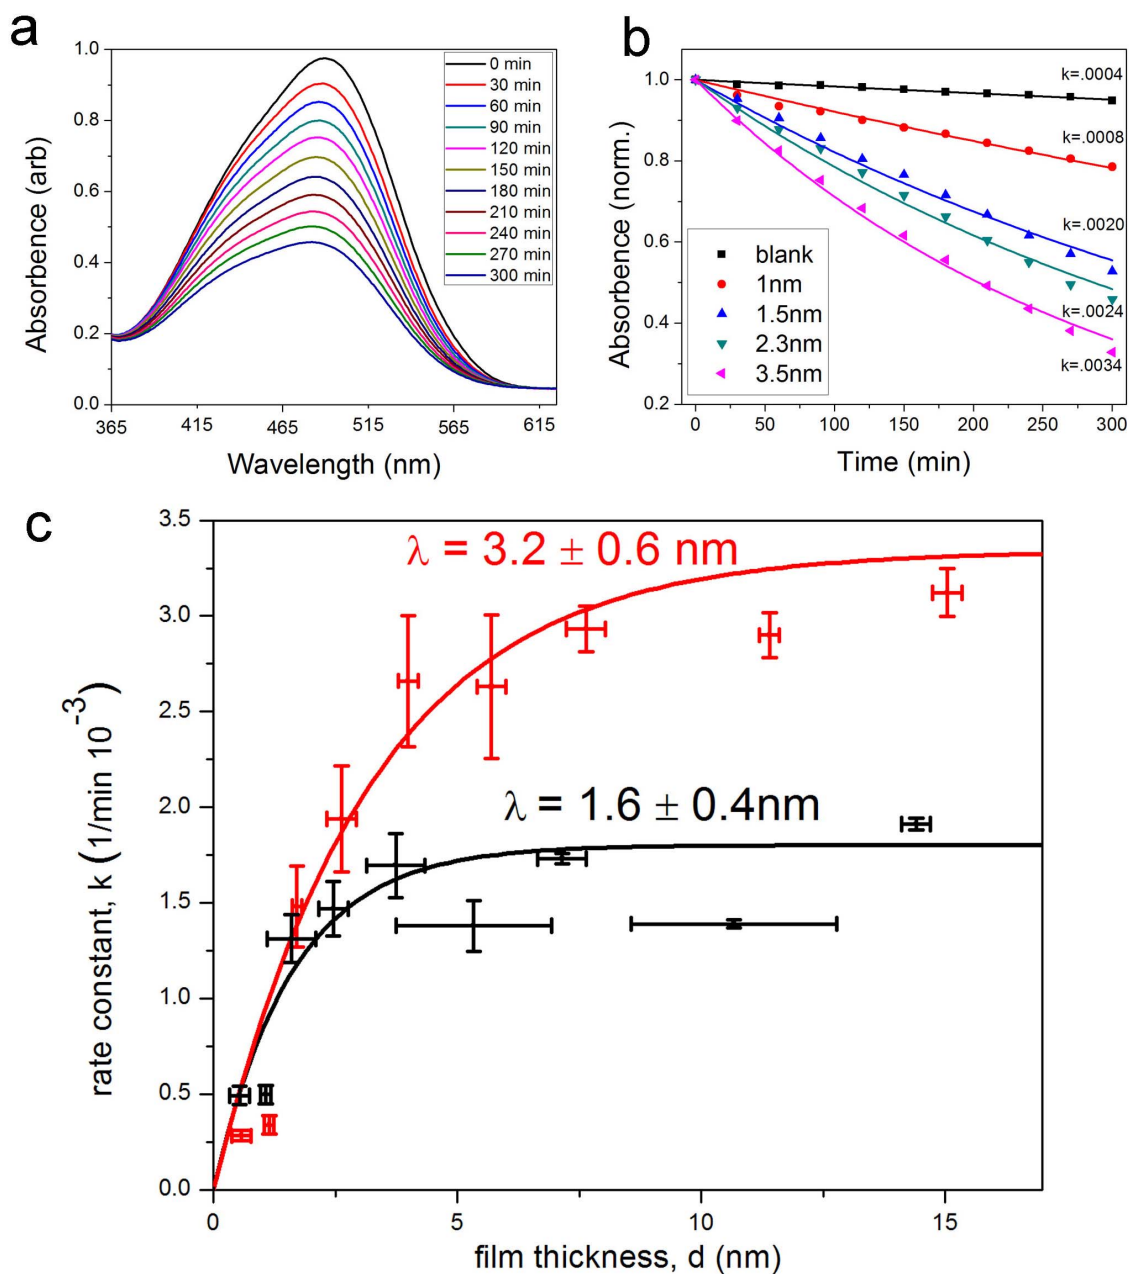 a
Absorbence (arb)
1.0
0.8
0.6
0.4
0.2
0.0
365
415
465
515
565
615
Wavelength (nm)
0 min
30 min
60 min
90 min
120 min
150 min
180 min
210 min
240 min
270 min
300 min
b
Absorbence (norm.)
1.0
0.8
0.6
0.4
0.2
0
50
100
150
200
250
300
Time (min)
k=.0004
k=.0008
k=.0020
k=.0024
k=.0034
blank
1nm
1.5nm
2.3nm
3.5nm
c
rate constant, k (1/min 10⁻³)
3.5
3.0
2.5
2.0
1.5
1.0
0.5
0.0
0
5
10
15
film thickness, d (nm)
λ = 3.2 ± 0.6 nm
λ = 1.6 ± 0.4nm